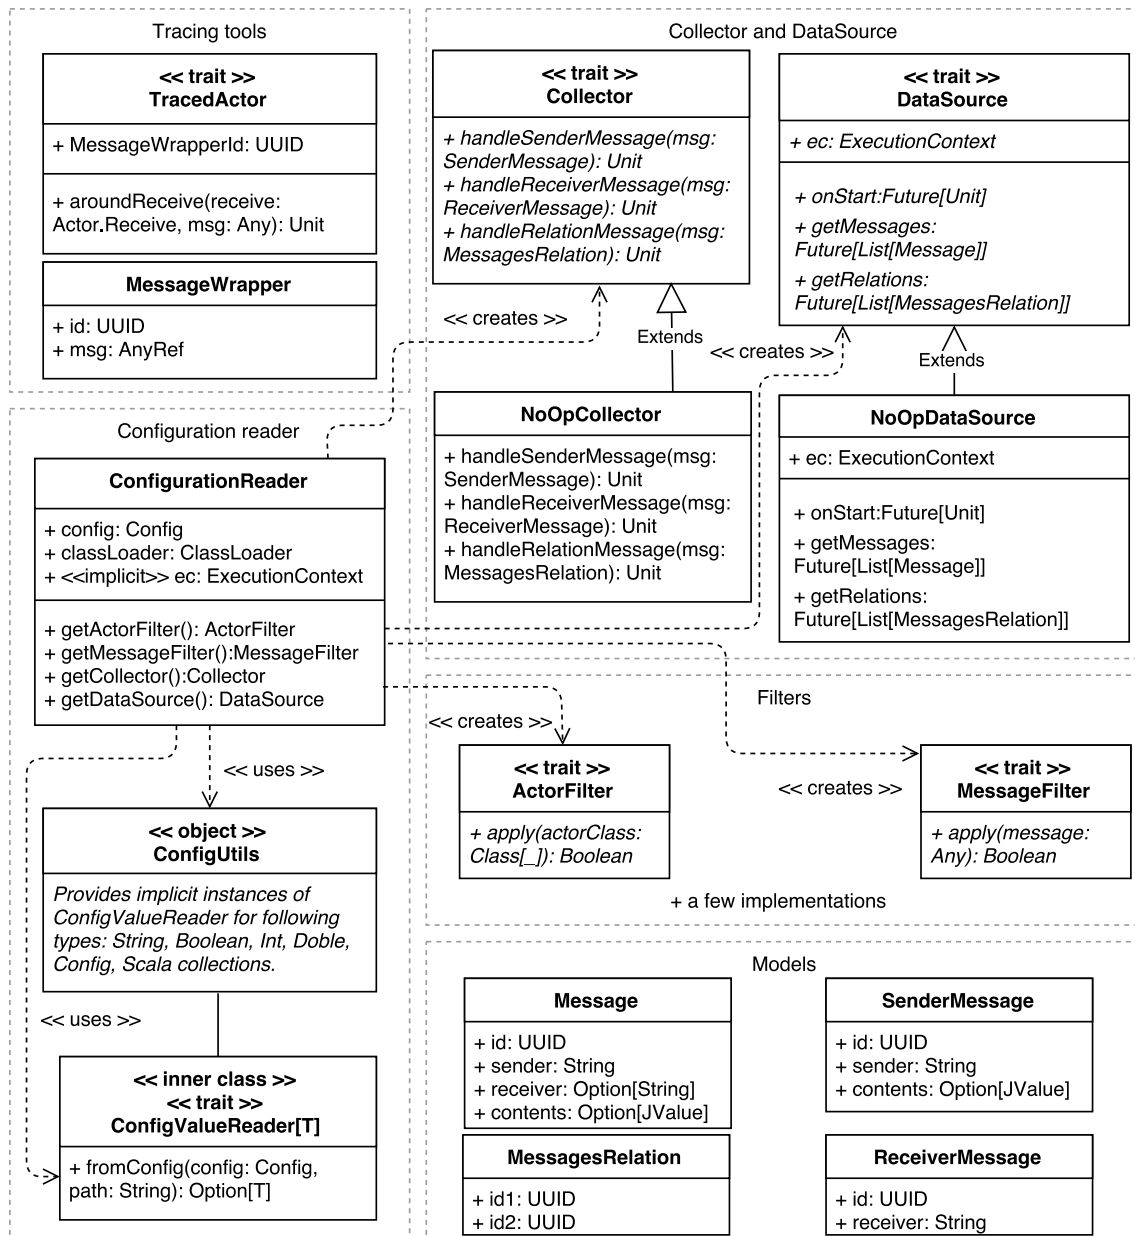 Tracing tools
<< trait >>
TracedActor
+ MessageWrapperId: UUID
+ aroundReceive(receive:
Actor.Receive, msg: Any): Unit
MessageWrapper
+ id: UUID
+ msg: AnyRef
Collector and DataSource
<< trait >>
Collector
+ handleSenderMessage(msg:
SenderMessage): Unit
+ handleReceiverMessage(msg:
ReceiverMessage): Unit
+ handleRelationMessage(msg:
MessagesRelation): Unit
<< trait >>
DataSource
+ ec: ExecutionContext
+ onStart:Future[Unit]
+ getMessages:
Future[List[Message]]
+ getRelations:
Future[List[MessagesRelation]]
<< creates >>
Extends
<< creates >>
Extends
NoOpCollector
+ handleSenderMessage(msg:
SenderMessage): Unit
+ handleReceiverMessage(msg:
ReceiverMessage): Unit
+ handleRelationMessage(msg:
MessagesRelation): Unit
NoOpDataSource
+ ec: ExecutionContext
+ onStart:Future[Unit]
+ getMessages:
Future[List[Message]]
+ getRelations:
Future[List[MessagesRelation]]
Configuration reader
ConfigurationReader
+ config: Config
+ classLoader: ClassLoader
+ <<implicit>> ec: ExecutionContext
+ getActorFilter(): ActorFilter
+ getMessageFilter():MessageFilter
+ getCollector():Collector
+ getDataSource(): DataSource
<< uses >>
<< object >>
ConfigUtils
Provides implicit instances of
ConfigValueReader for following
types: String, Boolean, Int, Doble,
Config, Scala collections.
<< uses >>
<< inner class >>
<< trait >>
ConfigValueReader[T]
+ fromConfig(config: Config,
path: String): Option[T]
Filters
<< creates >>
<< trait >>
ActorFilter
+ apply(actorClass:
Class[_]): Boolean
<< creates >>
<< trait >>
MessageFilter
+ apply(message:
Any): Boolean
+ a few implementations
Models
Message
+ id: UUID
+ sender: String
+ receiver: Option[String]
+ contents: Option[JValue]
SenderMessage
+ id: UUID
+ sender: String
+ contents: Option[JValue]
MessagesRelation
+ id1: UUID
+ id2: UUID
ReceiverMessage
+ id: UUID
+ receiver: String